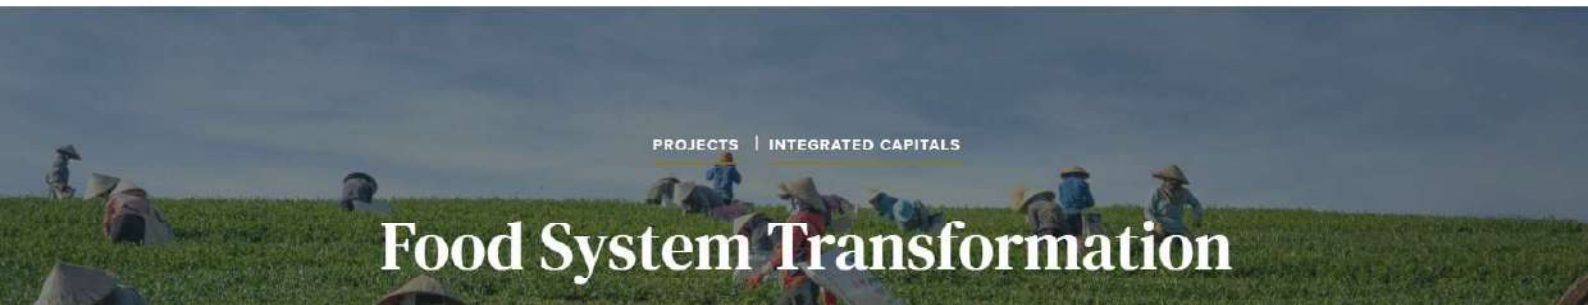 PROJECTS | INTEGRATED CAPITALS
Food System Transformation